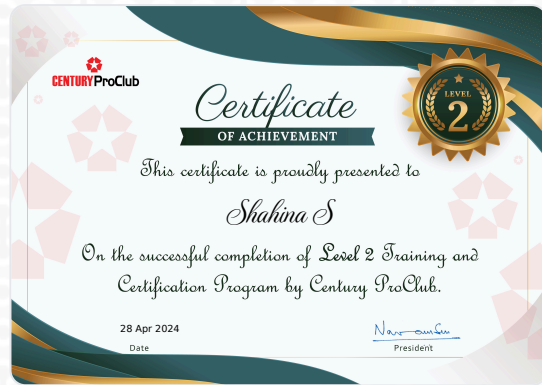 CENTURY ProClub
LEVEL
2
Certificate
OF ACHIEVEMENT
This certificate is proudly presented to
Shahina S
On the successful completion of Level 2 Training and
Certification Program by Century ProClub.
28 Apr 2024
Date
President